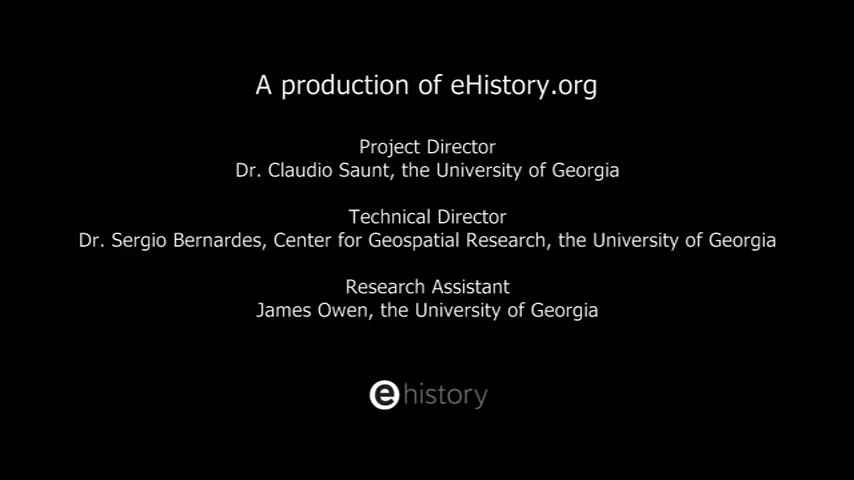 A production of eHistory.org
Project Director
Dr. Claudio Saunt, the University of Georgia
Technical Director
Dr. Sergio Bernardes, Center for Geospatial Research, the University of Georgia
Research Assistant
James Owen, the University of Georgia
ehistory